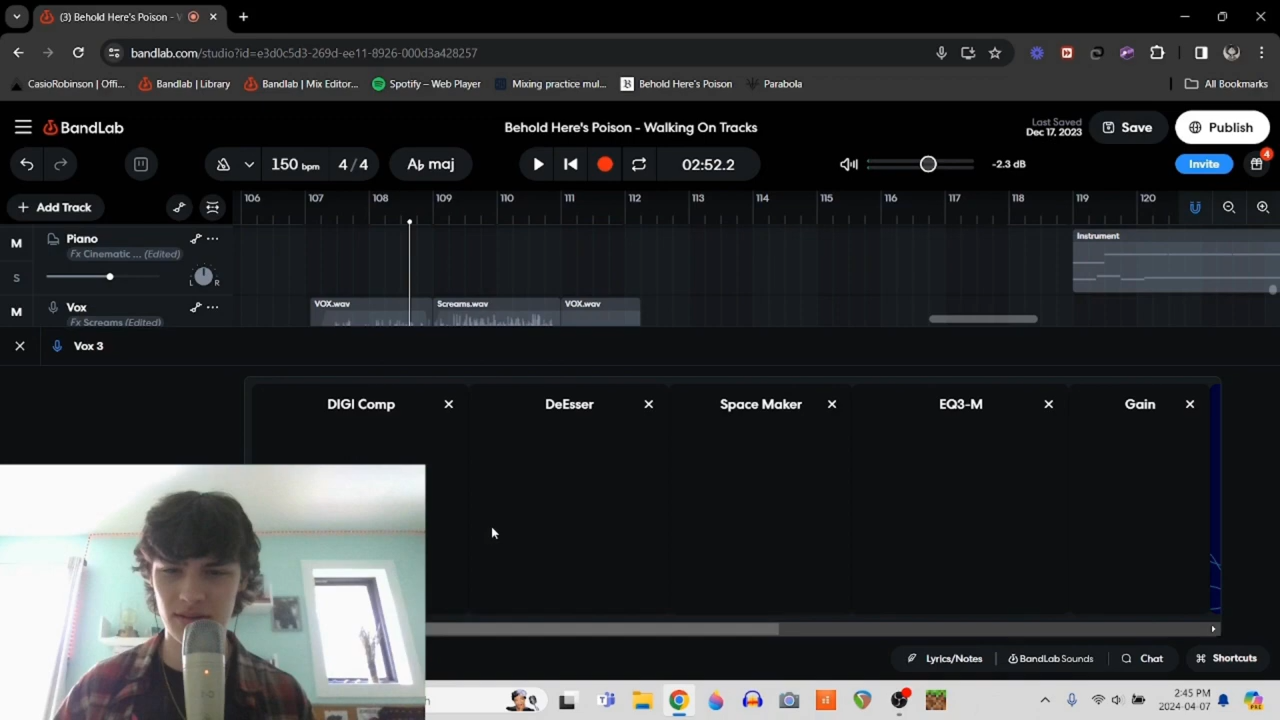 (3) Behold Here's Poison - V
bandlab.com/studio?id=e3d0c5d3-269d-ee11-8926-000d3a428257
CasioRobinson | Offi...
Bandlab | Library
Bandlab | Mix Editor...
Spotify – Web Player
Mixing practice mul...
Behold Here's Poison
Parabola
All Bookmarks
BandLab
Behold Here's Poison - Walking On Tracks
Last Saved
Dec 17, 2023
Save
Publish
150 bpm
4/4
A♭ maj
02:52.2
-2.3 dB
Invite
4
+ Add Track
106 107 108 109 110 111 112 113 114 115 116 117 118 119 120
M
Piano
Fx Cinematic ... (Edited)
S
L R
Instrument
M
Vox
Fx Screams (Edited)
VOX.wav
Screams.wav
VOX.wav
Vox 3
DIGI Comp
DeEsser
Space Maker
EQ3-M
Gain
Lyrics/Notes
BandLab Sounds
Chat
Shortcuts
2:45 PM
2024-04-07